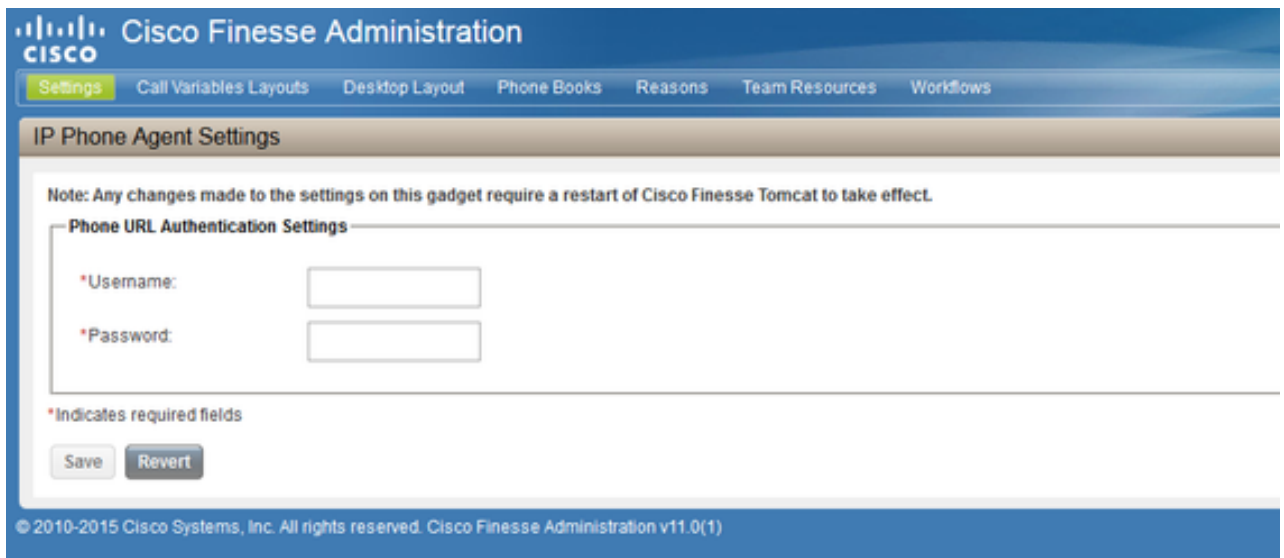 CISCO Cisco Finesse Administration
Settings Call Variables Layouts Desktop Layout Phone Books Reasons Team Resources Workflows
IP Phone Agent Settings
Note: Any changes made to the settings on this gadget require a restart of Cisco Finesse Tomcat to take effect.
Phone URL Authentication Settings
*Username:
*Password:
*Indicates required fields
Save Revert
© 2010-2015 Cisco Systems, Inc. All rights reserved. Cisco Finesse Administration v11.0(1)